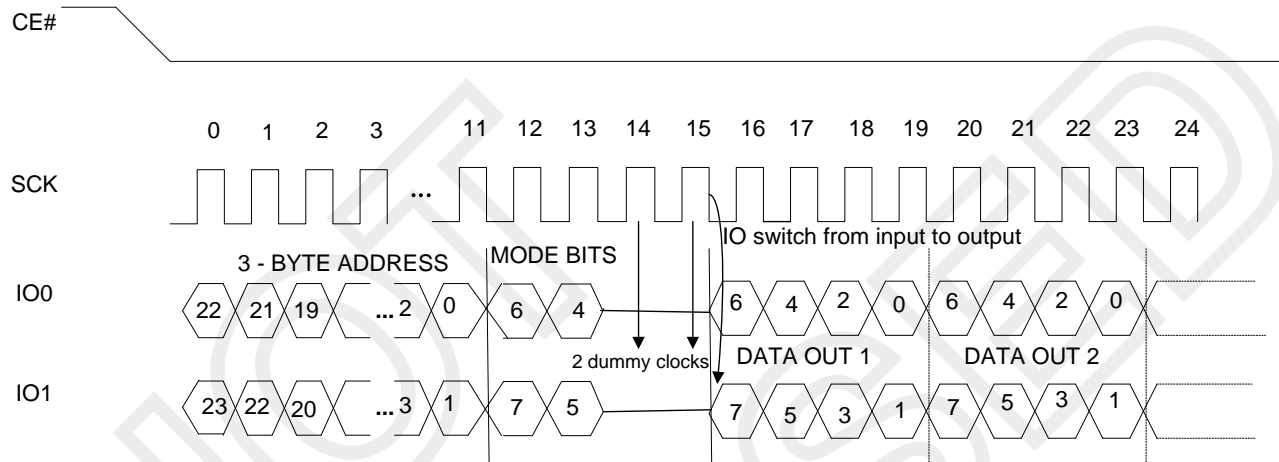 CE#
0 1 2 3 11 12 13 14 15 16 17 18 19 20 21 22 23 24
SCK ...
IO switch from input to output
3 - BYTE ADDRESS MODE BITS
IO0 22 21 19 ... 2 0 6 4 6 4 2 0 6 4 2 0
2 dummy clocks DATA OUT 1 DATA OUT 2
IO1 23 22 20 ... 3 1 7 5 7 5 3 1 7 5 3 1